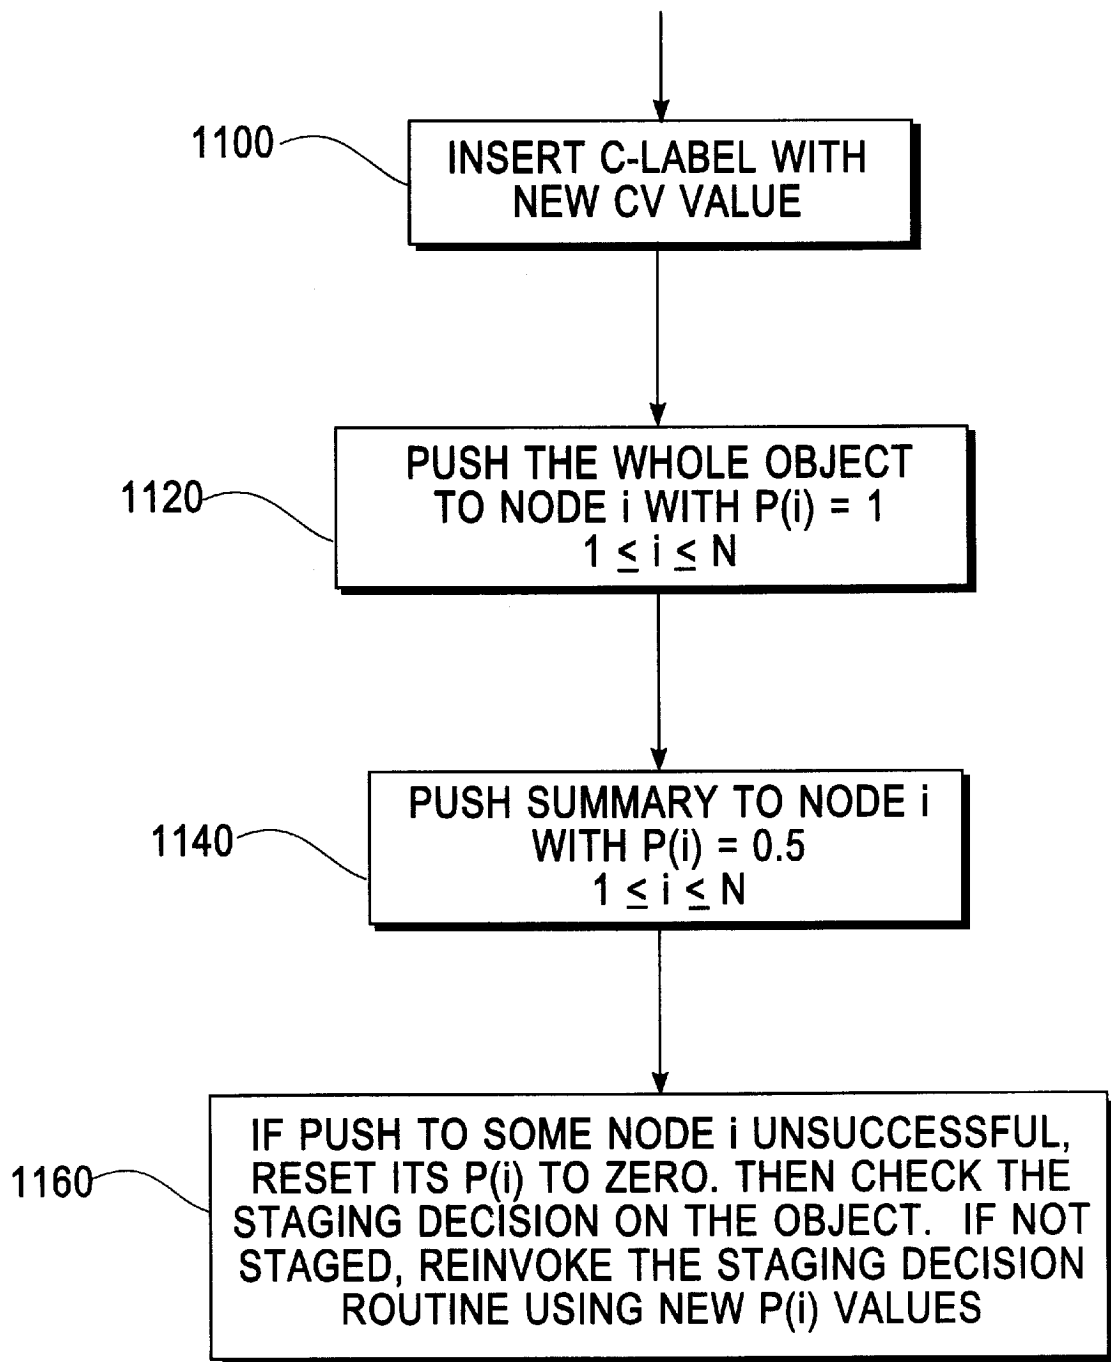 1100
INSERT C-LABEL WITH
NEW CV VALUE
1120
PUSH THE WHOLE OBJECT
TO NODE i WITH P(i) = 1
1 ≤ i ≤ N
1140
PUSH SUMMARY TO NODE i
WITH P(i) = 0.5
1 ≤ i ≤ N
1160
IF PUSH TO SOME NODE i UNSUCCESSFUL,
RESET ITS P(i) TO ZERO. THEN CHECK THE
STAGING DECISION ON THE OBJECT. IF NOT
STAGED, REINVOKE THE STAGING DECISION
ROUTINE USING NEW P(i) VALUES